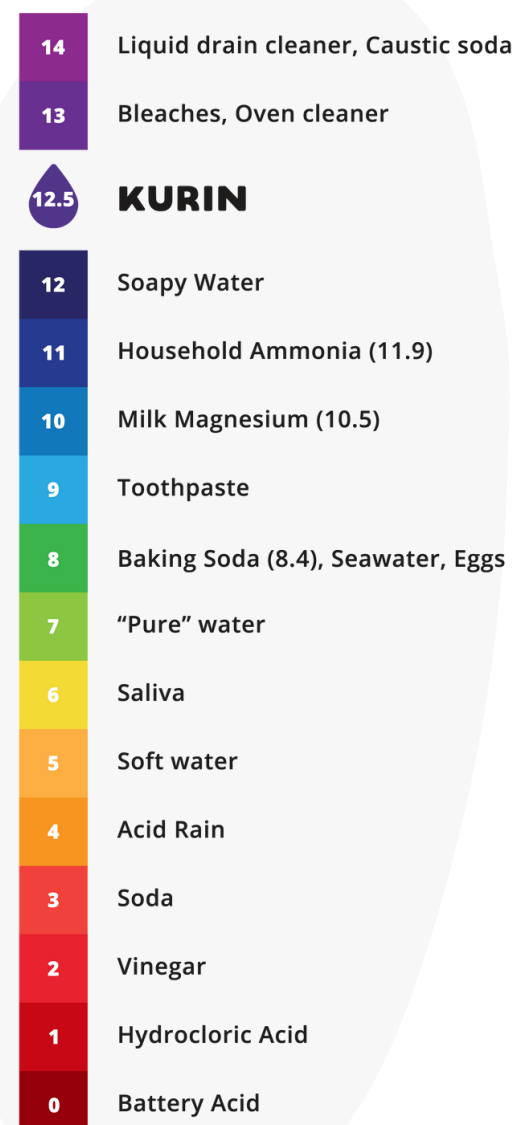 14 Liquid drain cleaner, Caustic soda
13 Bleaches, Oven cleaner
12.5 KURIN
12 Soapy Water
11 Household Ammonia (11.9)
10 Milk Magnesium (10.5)
9 Toothpaste
8 Baking Soda (8.4), Seawater, Eggs
7 “Pure” water
6 Saliva
5 Soft water
4 Acid Rain
3 Soda
2 Vinegar
1 Hydrocloric Acid
0 Battery Acid